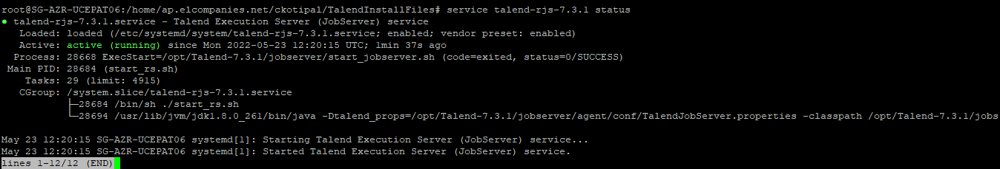 root@SG-AZR-UCEPAT06:/home/ap.elcompanies.net/ckotipal/TalendInstallFiles# service talend-rjs-7.3.1 status
● talend-rjs-7.3.1.service - Talend Execution Server (JobServer) service
Loaded: loaded (/etc/systemd/system/talend-rjs-7.3.1.service; enabled; vendor preset: enabled)
Active: active (running) since Mon 2022-05-23 12:20:15 UTC; 1min 37s ago
Process: 28668 ExecStart=/opt/Talend-7.3.1/jobserver/start_jobserver.sh (code=exited, status=0/SUCCESS)
Main PID: 28684 (start_rs.sh)
Tasks: 29 (limit: 4915)
CGroup: /system.slice/talend-rjs-7.3.1.service
├─28684 /bin/sh ./start_rs.sh
└─28694 /usr/lib/jvm/jdk1.8.0_261/bin/java -Dtalend_props=/opt/Talend-7.3.1/jobserver/agent/conf/TalendJobServer.properties -classpath /opt/Talend-7.3.1/jobs
May 23 12:20:15 SG-AZR-UCEPAT06 systemd[1]: Starting Talend Execution Server (JobServer) service...
May 23 12:20:15 SG-AZR-UCEPAT06 systemd[1]: Started Talend Execution Server (JobServer) service.
lines 1-12/12 (END)